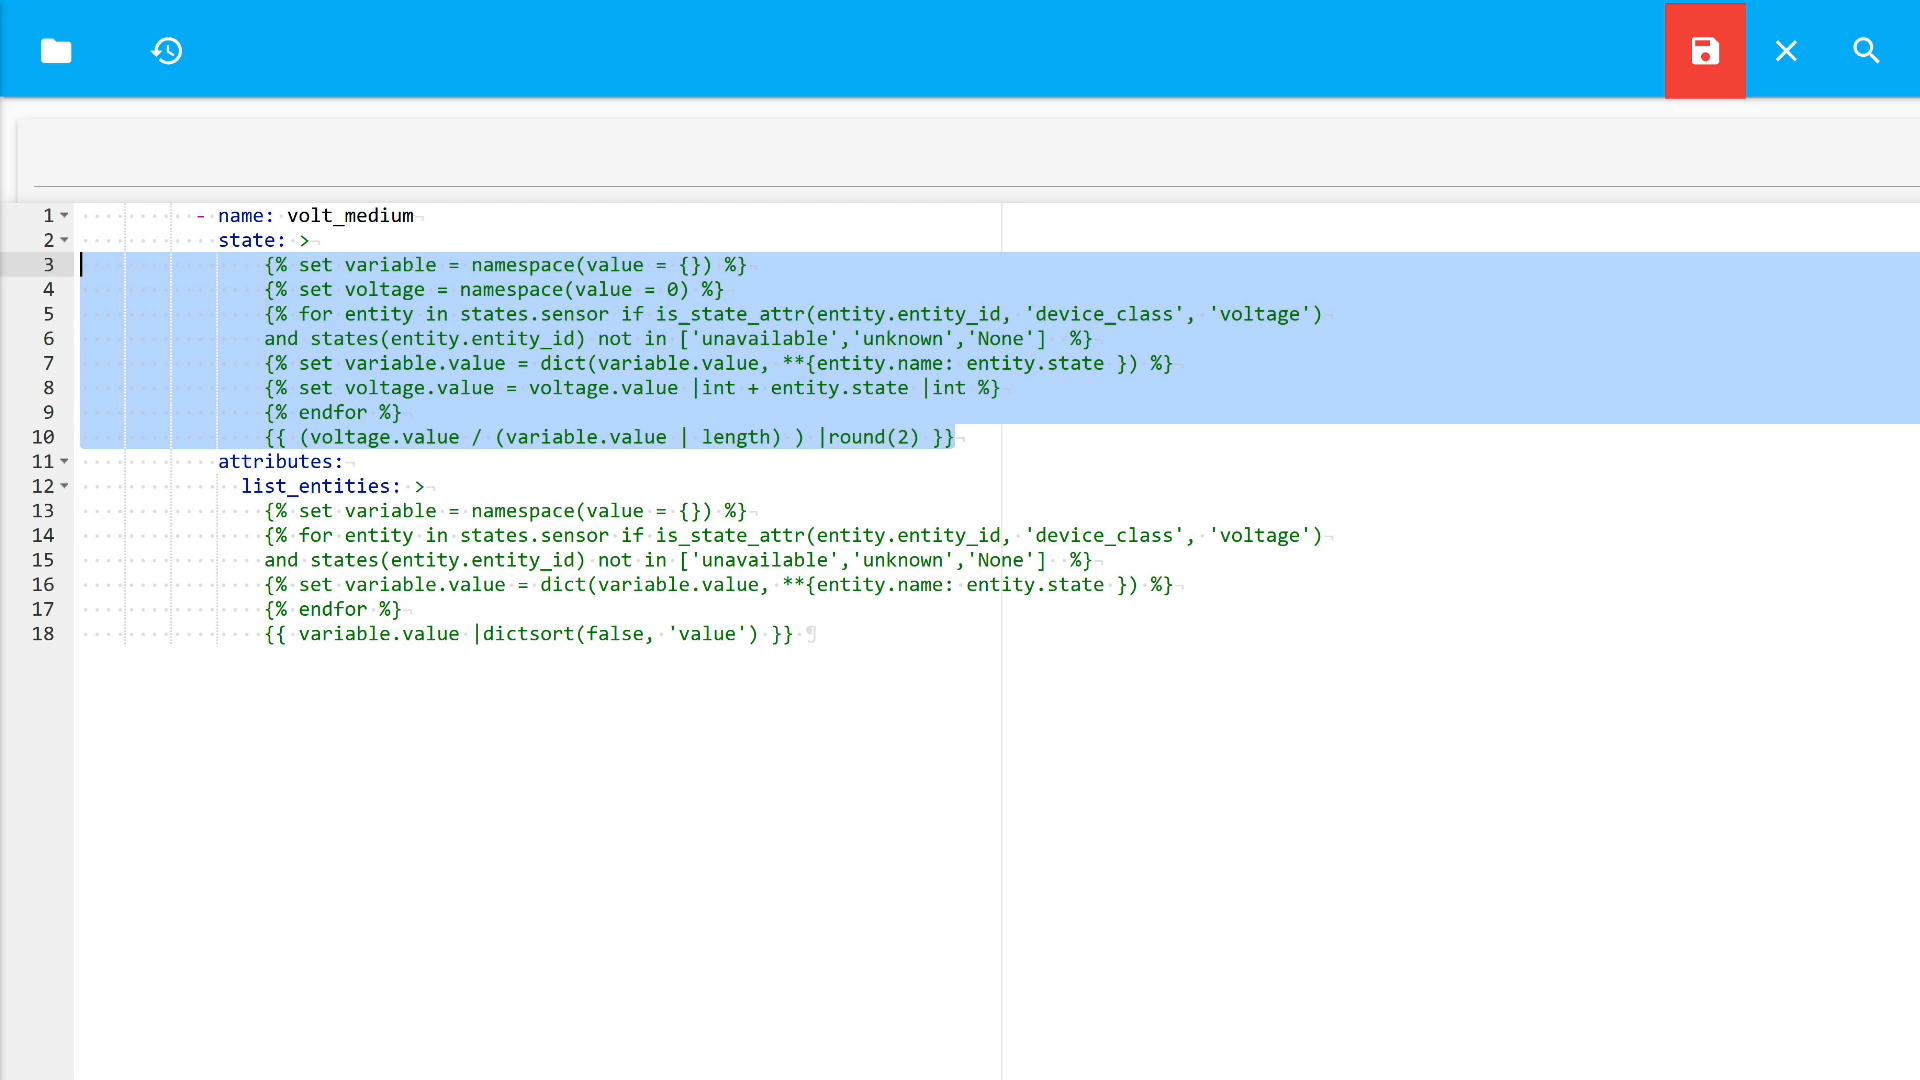 1 - name: volt_medium
2 state: >
3 {% set variable = namespace(value = {}) %}
4 {% set voltage = namespace(value = 0) %}
5 {% for entity in states.sensor if is_state_attr(entity.entity_id, 'device_class', 'voltage')
6 and states(entity.entity_id) not in ['unavailable','unknown','None']  %}
7 {% set variable.value = dict(variable.value, **{entity.name: entity.state }) %}
8 {% set voltage.value = voltage.value |int + entity.state |int %}
9 {% endfor %}
10 {{ (voltage.value / (variable.value | length) ) |round(2) }}
11 attributes:
12 list_entities: >
13 {% set variable = namespace(value = {}) %}
14 {% for entity in states.sensor if is_state_attr(entity.entity_id, 'device_class', 'voltage')
15 and states(entity.entity_id) not in ['unavailable','unknown','None']  %}
16 {% set variable.value = dict(variable.value, **{entity.name: entity.state }) %}
17 {% endfor %}
18 {{ variable.value |dictsort(false, 'value') }}